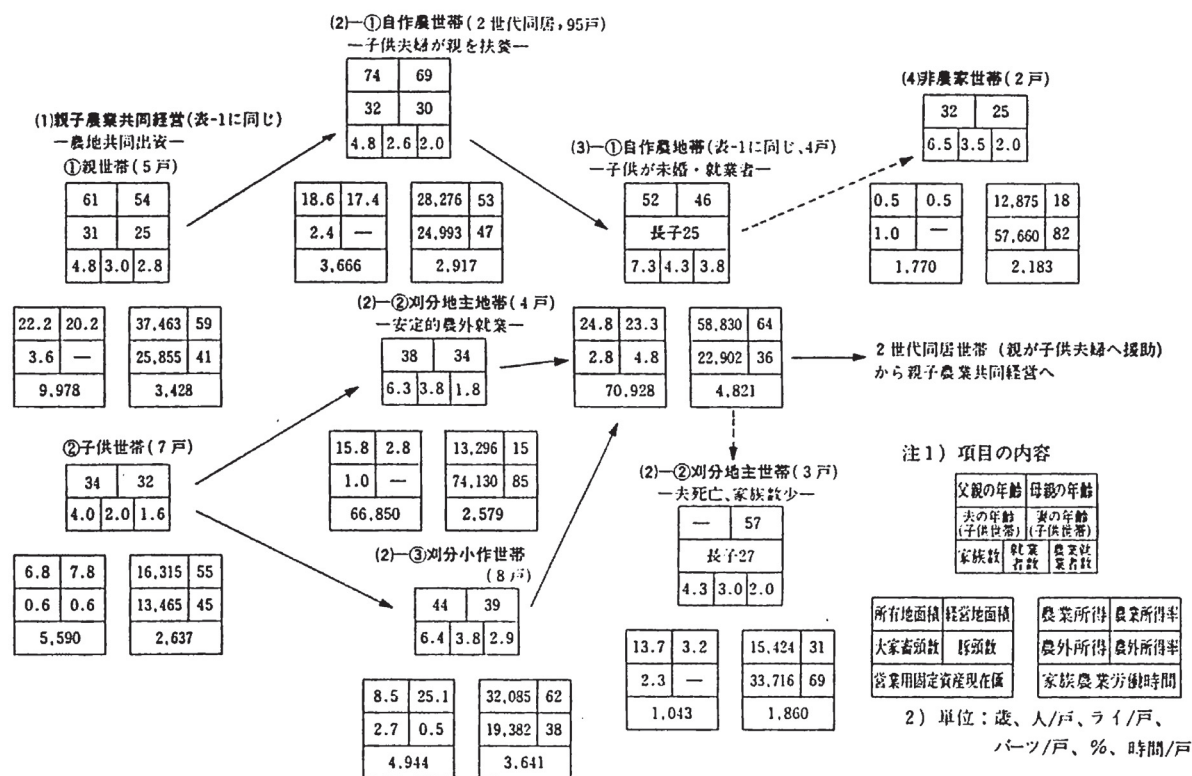 (2)—①自作農世帯(2世代同居,95戸)
—子供夫婦が親を扶養—
74 69
32 30
4.8 2.6 2.0
18.6 17.4
2.4 —
3,666
28,276 53
24,993 47
2,917
(1)親子農業共同経営(表-1に同じ)
—農地共同出資—
①親世帯(5戸)
61 54
31 25
4.8 3.0 2.8
22.2 20.2
3.6 —
9,978
37,463 59
25,855 41
3,428
②子供世帯(7戸)
34 32
4.0 2.0 1.6
6.8 7.8
0.6 0.6
5,590
16,315 55
13,465 45
2,637
(2)—②刈分地主地帯(4戸)
—安定的農外就業—
38 34
6.3 3.8 1.8
15.8 2.8
1.0 —
66,850
13,296 15
74,130 85
2,579
(2)—③刈分小作世帯
(8戸)
44 39
6.4 3.8 2.9
8.5 25.1
2.7 0.5
4,944
32,085 62
19,382 38
3,641
(3)—①自作農地帯(表-1に同じ、4戸)
—子供が未婚・就業者—
52 46
長子25
7.3 4.3 3.8
24.8 23.3
2.8 4.8
70,928
58,830 64
22,902 36
4,821
(2)—②刈分地主世帯(3戸)
—夫死亡、家族数少—
— 57
長子27
4.3 3.0 2.0
13.7 3.2
2.3 —
1,043
15,424 31
33,716 69
1,860
(4)非農家世帯(2戸)
32 25
6.5 3.5 2.0
0.5 0.5
1.0 —
1,770
12,875 18
57,660 82
2,183
2世代同居世帯(親が子供夫婦へ援助)
から親子農業共同経営へ
注1)項目の内容
父親の年齢 母親の年齢
夫の年齢 妻の年齢
(子供世帯) (子供世帯)
家族数 就業者数 農業就業者数
所有地面積 経営地面積
大家畜頭数 豚頭数
営業用固定資産現在価
農業所得 農業所得率
農外所得 農外所得率
家族農業労働時間
2)単位:歳、人/戸、ライ/戸、
バーツ/戸、%、時間/戸